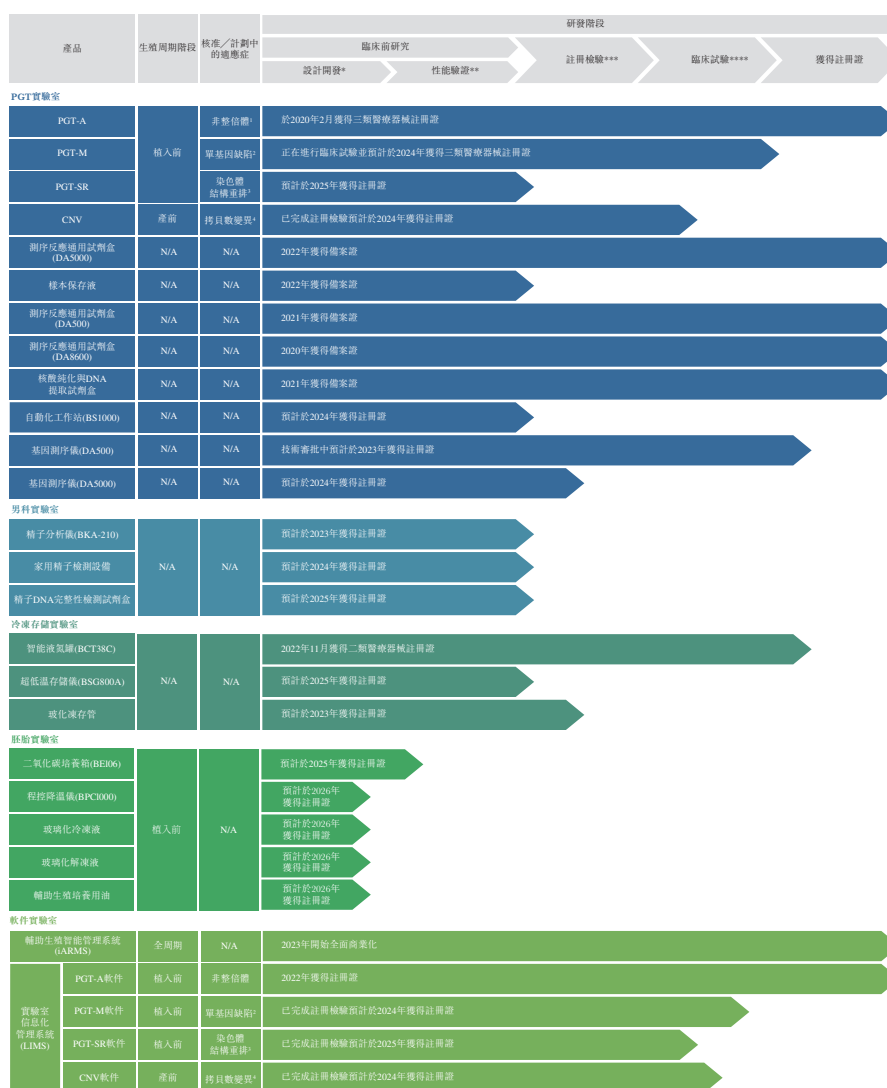 研發階段
產品
生殖周期階段
核准／計劃中
的適應症
臨床前研究
註冊檢驗***
臨床試驗****
獲得註冊證
設計開發*
性能驗證**
PGT實驗室
PGT-A
植入前
非整倍體¹
於2020年2月獲得三類醫療器械註冊證
PGT-M
單基因缺陷²
正在進行臨床試驗並預計於2024年獲得三類醫療器械註冊證
PGT-SR
染色體
結構重排³
預計於2025年獲得註冊證
CNV
產前
拷貝數變異⁴
已完成註冊檢驗預計於2024年獲得註冊證
測序反應通用試劑盒
(DA5000)
N/A
N/A
2022年獲得備案證
樣本保存液
N/A
N/A
2022年獲得備案證
測序反應通用試劑盒
(DA500)
N/A
N/A
2021年獲得備案證
測序反應通用試劑盒
(DA8600)
N/A
N/A
2020年獲得備案證
核酸純化與DNA
提取試劑盒
N/A
N/A
2021年獲得備案證
自動化工作站(BS1000)
N/A
N/A
預計於2024年獲得註冊證
基因測序儀(DA500)
N/A
N/A
技術審批中預計於2023年獲得註冊證
基因測序儀(DA5000)
N/A
N/A
預計於2024年獲得註冊證
男科實驗室
精子分析儀(BKA-210)
預計於2023年獲得註冊證
家用精子檢測設備
N/A
N/A
預計於2024年獲得註冊證
精子DNA完整性檢測試劑盒
預計於2025年獲得註冊證
冷凍存儲實驗室
智能液氮罐(BCT38C)
2022年11月獲得二類醫療器械註冊證
超低溫存儲儀(BSG800A)
N/A
N/A
預計於2025年獲得註冊證
玻化凍存管
預計於2023年獲得註冊證
胚胎實驗室
二氧化碳培養箱(BEI06)
預計於2025年獲得註冊證
程控降溫儀(BPCI000)
預計於2026年
獲得註冊證
玻璃化冷凍液
植入前
N/A
預計於2026年
獲得註冊證
玻璃化解凍液
預計於2026年
獲得註冊證
輔助生殖培養用油
預計於2026年
獲得註冊證
軟件實驗室
輔助生殖智能管理系統
(iARMS)
全周期
N/A
2023年開始全面商業化
實驗室
信息化
管理系統
(LIMS)
PGT-A軟件
植入前
非整倍體
2022年獲得註冊證
PGT-M軟件
植入前
單基因缺陷²
已完成註冊檢驗預計於2024年獲得註冊證
PGT-SR軟件
植入前
染色體
結構重排³
已完成註冊檢驗預計於2025年獲得註冊證
CNV軟件
產前
拷貝數變異⁴
已完成註冊檢驗預計於2024年獲得註冊證